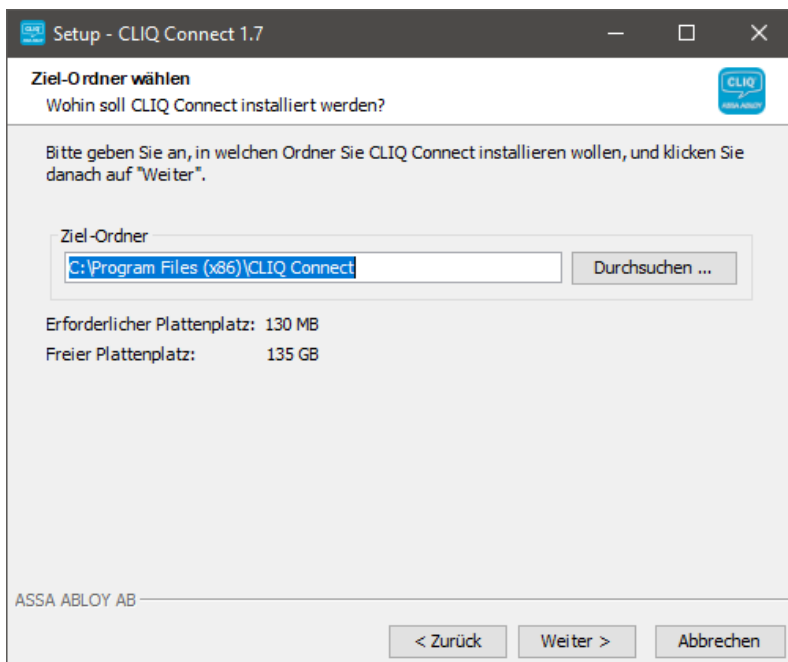 Setup - CLIQ Connect 1.7
Ziel-Ordner wählen
Wohin soll CLIQ Connect installiert werden?
CLIQ
ASSA ABLOY
Bitte geben Sie an, in welchen Ordner Sie CLIQ Connect installieren wollen, und klicken Sie
danach auf "Weiter".
Ziel-Ordner
C:\Program Files (x86)\CLIQ Connect
Durchsuchen ...
Erforderlicher Plattenplatz: 130 MB
Freier Plattenplatz: 135 GB
ASSA ABLOY AB
< Zurück Weiter > Abbrechen